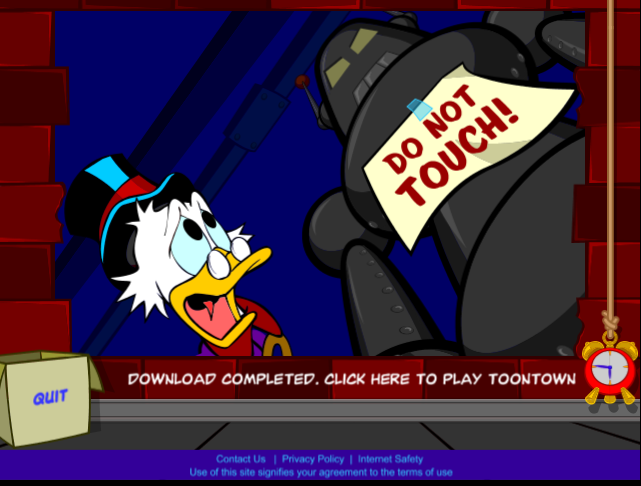 DO NOT
TOUCH!
QUIT
DOWNLOAD COMPLETED. CLICK HERE TO PLAY TOONTOWN
Contact Us | Privacy Policy | Internet Safety
Use of this site signifies your agreement to the terms of use